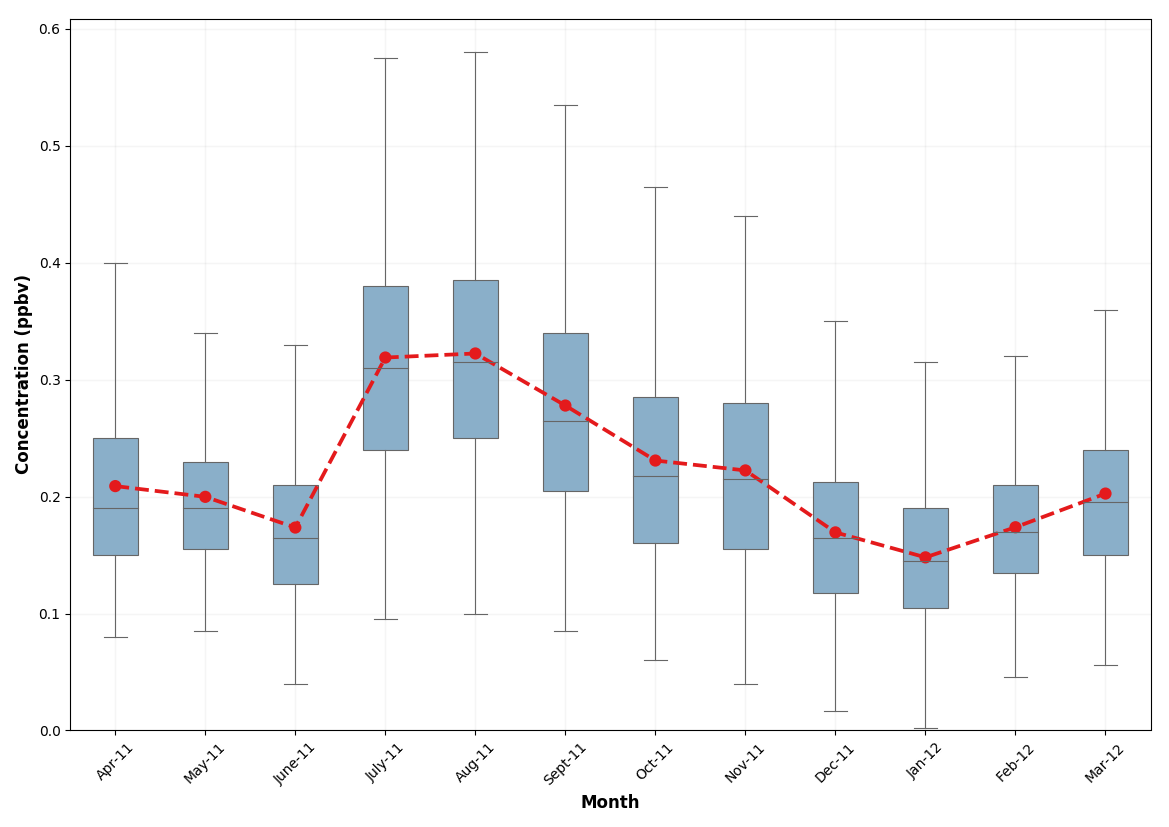 0.6
0.5
0.4
0.3
0.2
0.1
0.0
Concentration (ppbv)
Apr-11
May-11
June-11
July-11
Aug-11
Sept-11
Oct-11
Nov-11
Dec-11
Jan-12
Feb-12
Mar-12
Month